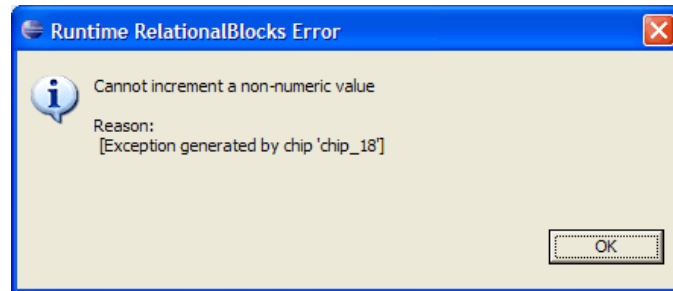 Runtime RelationalBlocks Error
Cannot increment a non-numeric value
Reason:
[Exception generated by chip 'chip_18']
OK